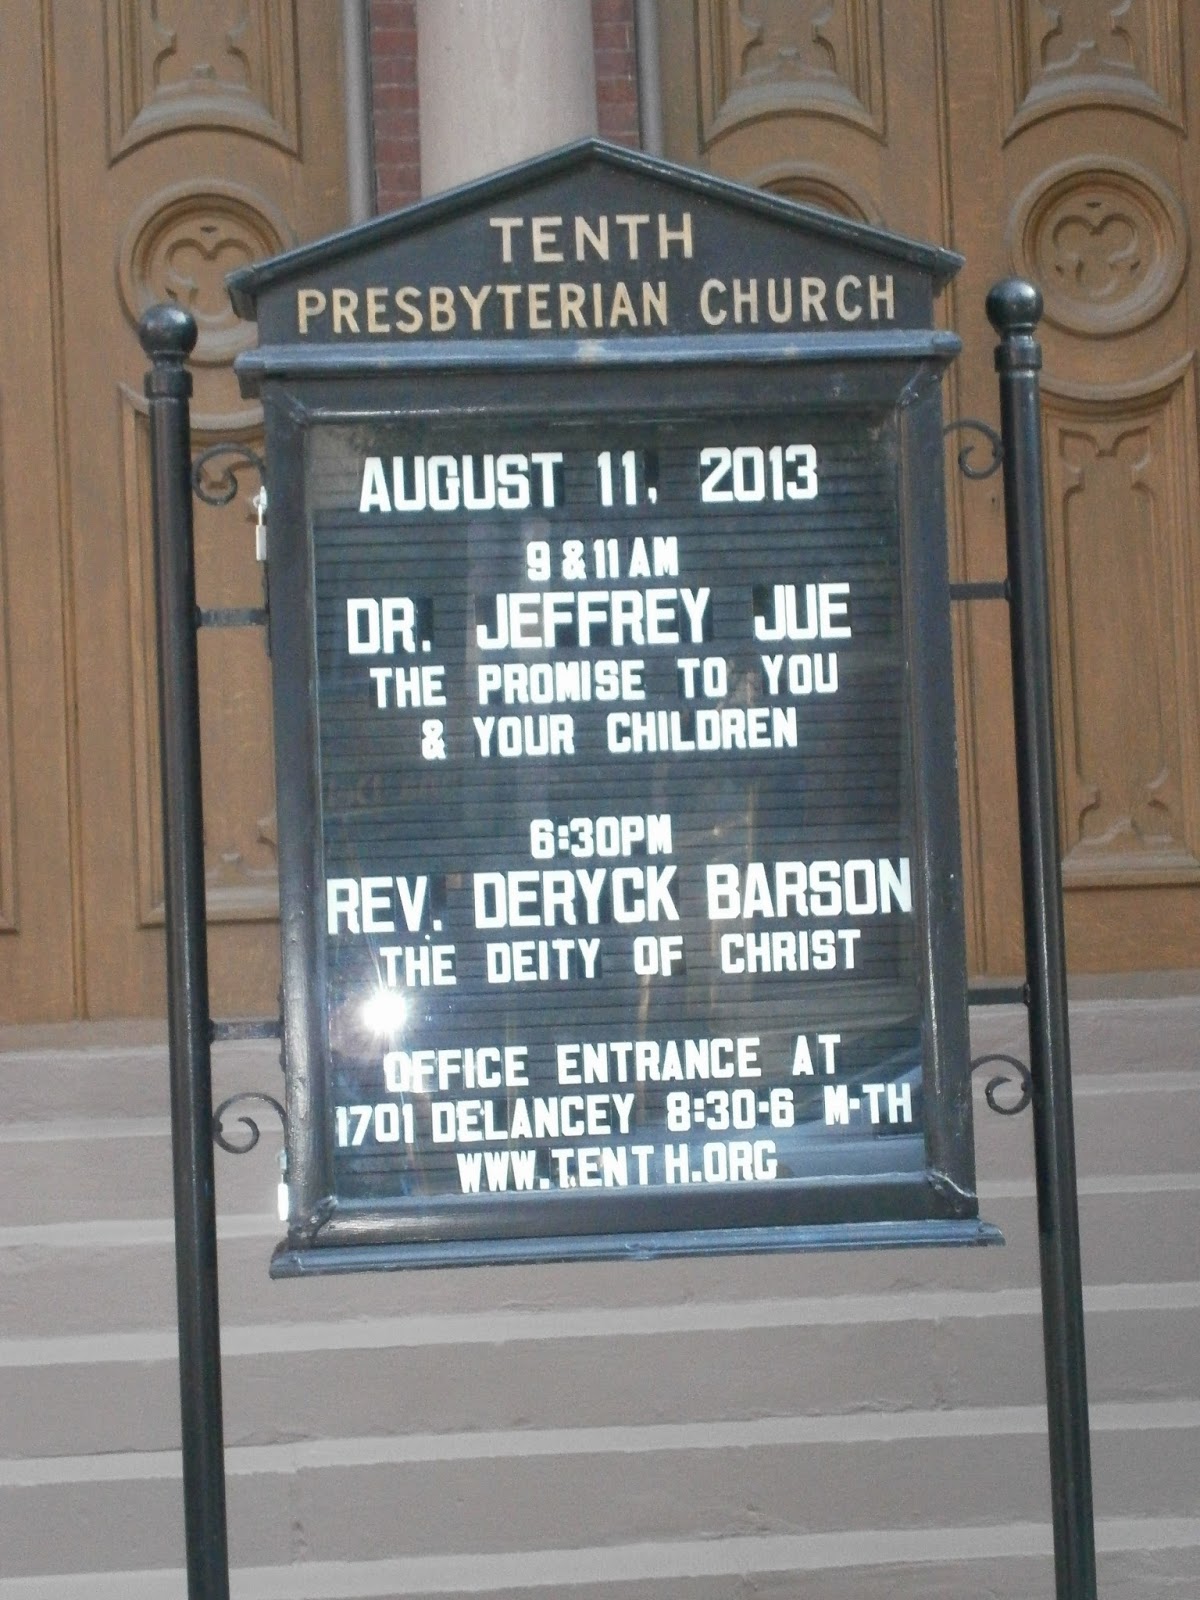 TENTH
PRESBYTERIAN CHURCH
AUGUST 11, 2013
9 & 11 AM
DR. JEFFREY JUE
THE PROMISE TO YOU
& YOUR CHILDREN
6:30PM
REV. DERYCK BARSON
THE DEITY OF CHRIST
OFFICE ENTRANCE AT
1701 DELANCEY 8:30-6 M-TH
WWW.TENTH.ORG